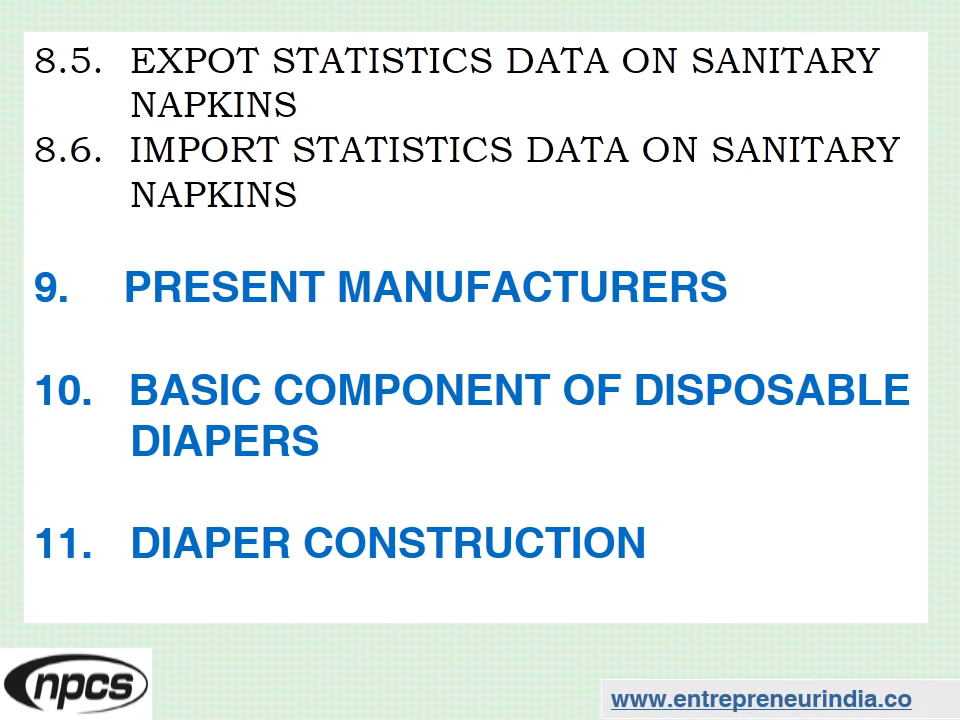 8.5. EXPOT STATISTICS DATA ON SANITARY
NAPKINS
8.6. IMPORT STATISTICS DATA ON SANITARY
NAPKINS
9. PRESENT MANUFACTURERS
10. BASIC COMPONENT OF DISPOSABLE
DIAPERS
11. DIAPER CONSTRUCTION
npcs
www.entrepreneurindia.co